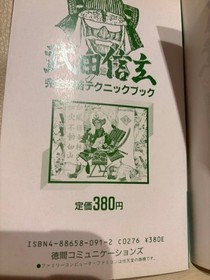 武田信玄
完全攻略テクニックブック
定価380円
ISBN4-88658-091-2 C0276 ¥380E
徳間コミュニケーションズ